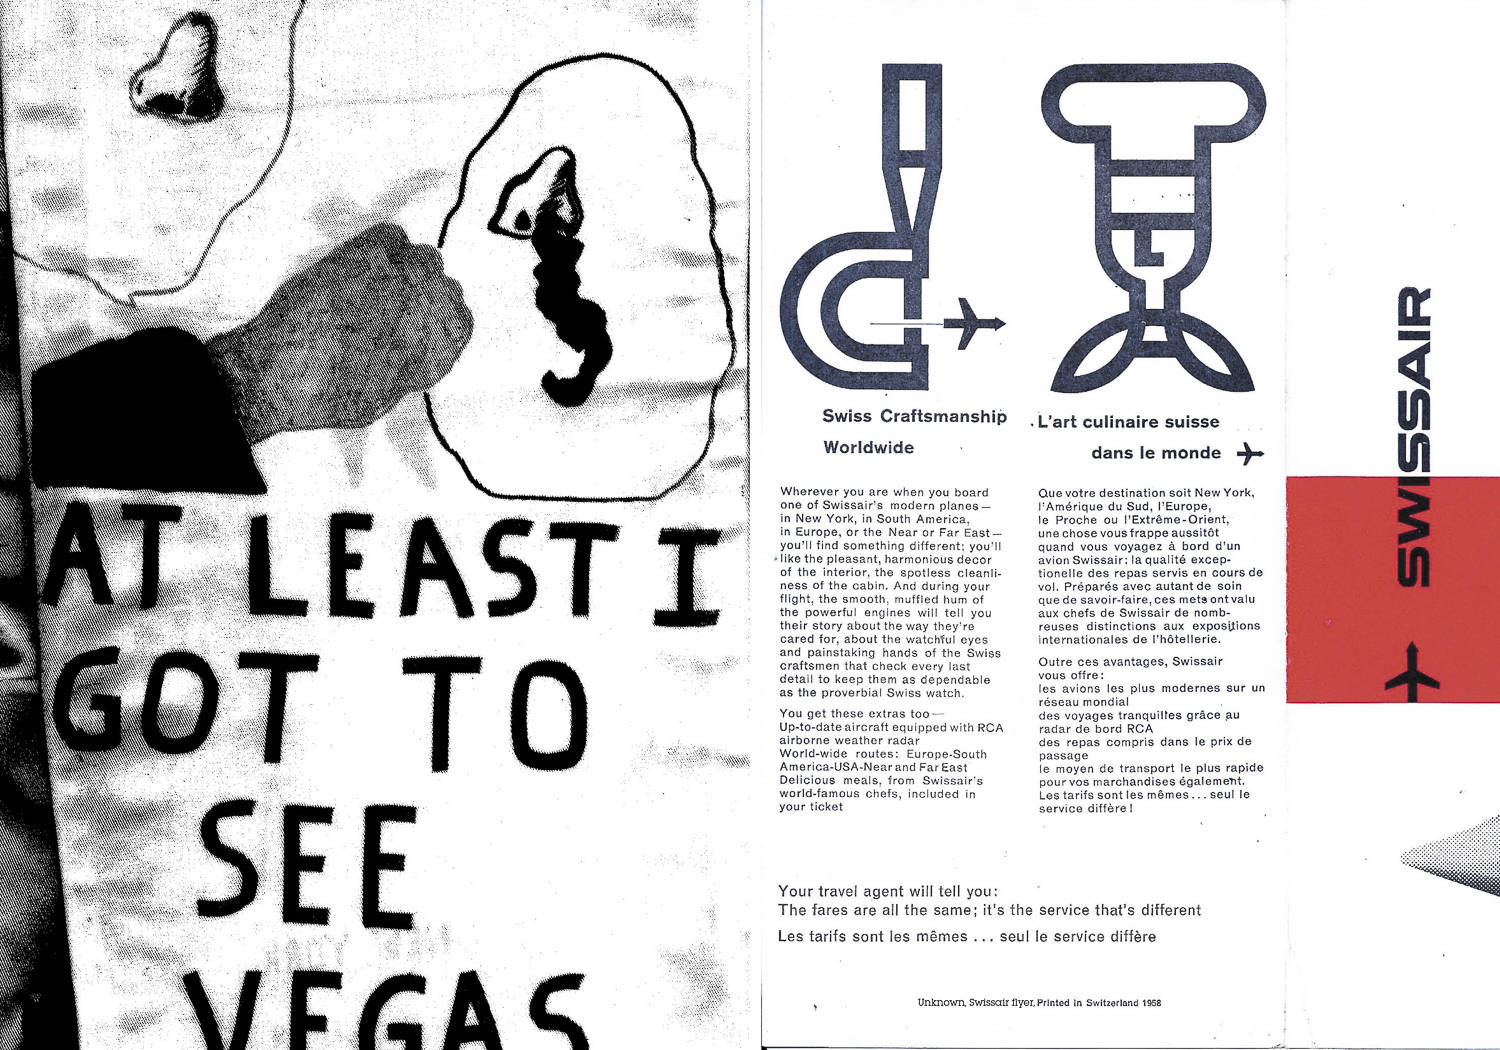 AT LEAST I
GOT TO
SEE
VEGAS
Swiss Craftsmanship
Worldwide
Wherever you are when you board
one of Swissair's modern planes—
in New York, in South America,
in Europe, or the Near or Far East—
you'll find something different; you'll
like the pleasant, harmonious decor
of the interior, the spotless cleanli-
ness of the cabin. And during your
flight, the smooth, muffled hum of
the powerful engines will tell you
their story about the way they're
cared for, about the watchful eyes
and painstaking hands of the Swiss
craftsmen that check every last
detail to keep them as dependable
as the proverbial Swiss watch.
You get these extras too—
Up-to-date aircraft equipped with RCA
airborne weather radar
World-wide routes: Europe-South
America-USA-Near and Far East
Delicious meals, from Swissair's
world-famous chefs, included in
your ticket
L'art culinaire suisse
dans le monde
Que votre destination soit New York,
l'Amérique du Sud, l'Europe,
le Proche ou l'Extrême-Orient,
une chose vous frappe aussitôt
quand vous voyagez à bord d'un
avion Swissair: la qualité excep-
tionelle des repas servis en cours de
vol. Préparés avec autant de soin
que de savoir-faire, ces mets ont valu
aux chefs de Swissair de nomb-
reuses distinctions aux expositions
internationales de l'hôtellerie.
Outre ces avantages, Swissair
vous offre:
les avions les plus modernes sur un
réseau mondial
des voyages tranquilles grâce au
radar de bord RCA
des repas compris dans le prix de
passage
le moyen de transport le plus rapide
pour vos marchandises également.
Les tarifs sont les mêmes... seul le
service diffère!
Your travel agent will tell you:
The fares are all the same; it's the service that's different
Les tarifs sont les mêmes ... seul le service diffère
Unknown, Swissair flyer, Printed in Switzerland 1958
SWISSAIR